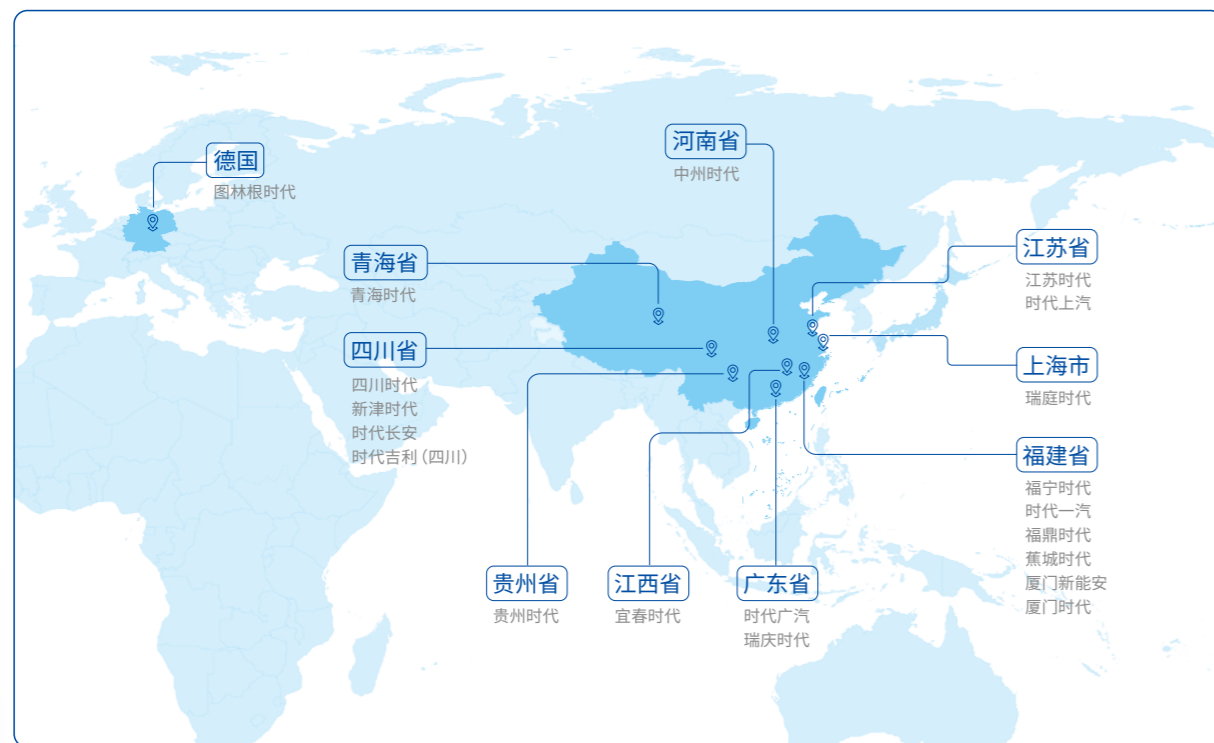 德国
图林根时代
河南省
中州时代
青海省
青海时代
江苏省
江苏时代
时代上汽
四川省
四川时代
新津时代
时代长安
时代吉利（四川）
上海市
瑞庭时代
福建省
福宁时代
时代一汽
福鼎时代
蕉城时代
厦门新能安
厦门时代
贵州省
贵州时代
江西省
宜春时代
广东省
时代广汽
瑞庆时代